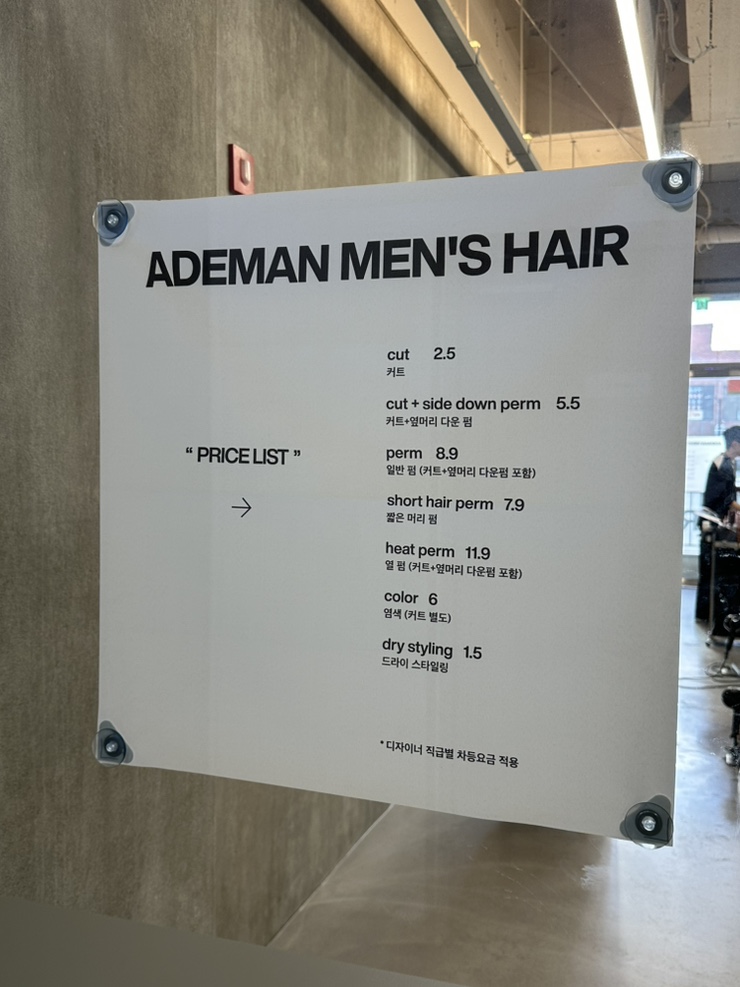 ADEMAN MEN'S HAIR
“ PRICE LIST ”
→
cut 2.5
커트
cut + side down perm 5.5
커트+옆머리 다운 펌
perm 8.9
일반 펌 (커트+옆머리 다운펌 포함)
short hair perm 7.9
짧은 머리 펌
heat perm 11.9
열 펌 (커트+옆머리 다운펌 포함)
color 6
염색 (커트 별도)
dry styling 1.5
드라이 스타일링
* 디자이너 직급별 차등요금 적용